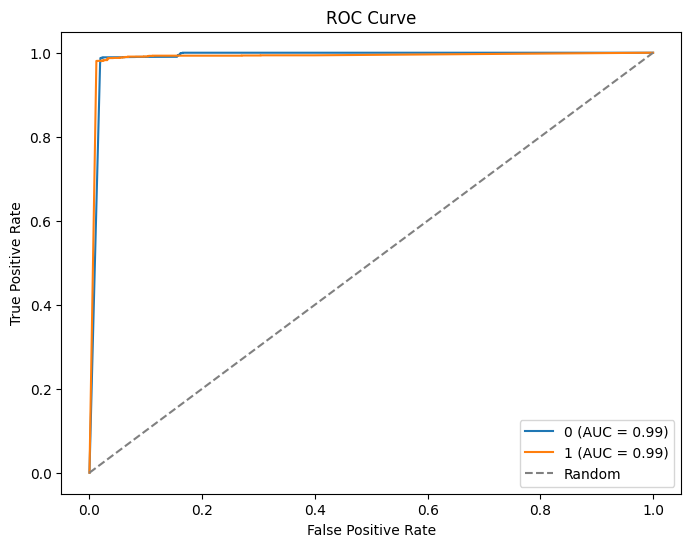 ROC Curve
True Positive Rate
1.0
0.8
0.6
0.4
0.2
0.0
0 (AUC = 0.99)
1 (AUC = 0.99)
Random
0.0 0.2 0.4 0.6 0.8 1.0
False Positive Rate